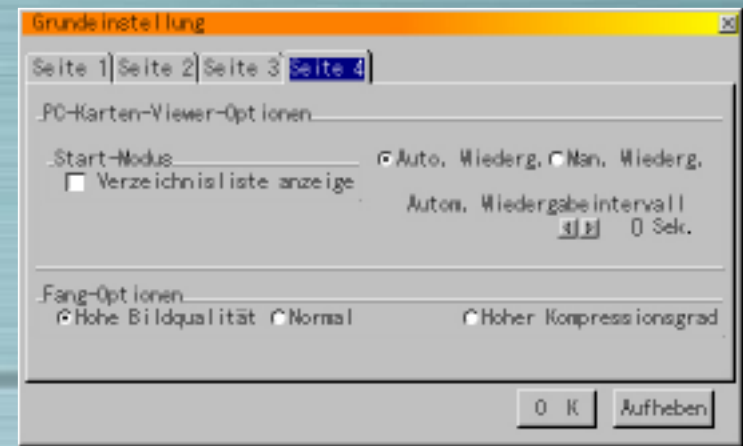 Grundeinstellung
Seite 1 Seite 2 Seite 3 Seite 4
PC-Karten-Viewer-Optionen
Start-Modus
Auto. Wiederg. Man. Wiederg.
Verzeichnisliste anzeige
Autom. Wiedergabeintervall
0 Sek.
Fang-Optionen
Hohe Bildqualität Normal Hoher Kompressionsgrad
O K Aufheben